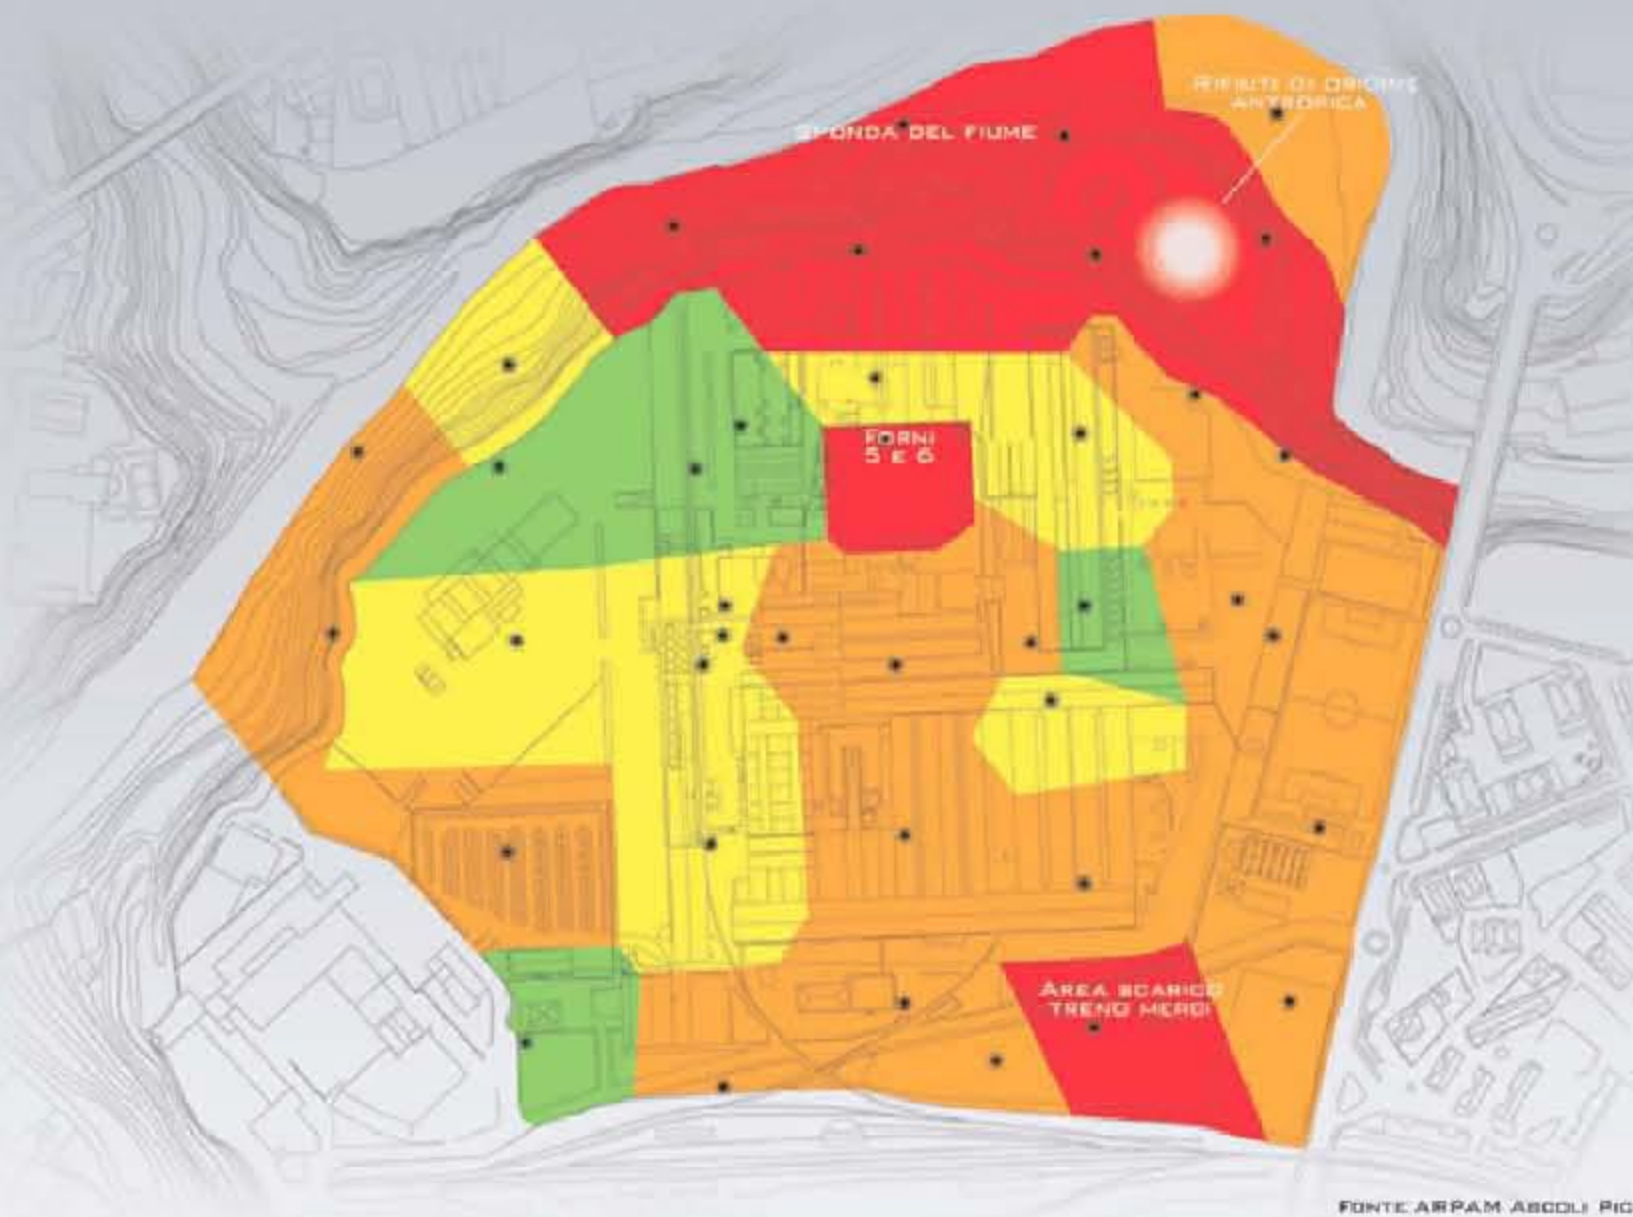 RIFIUTI DI ORIGINE
ANTROPICA
SPONDA DEL FIUME
FORNI
5 E 6
AREA SCARICO
TRENO MERCI
FONTE ARPAM ASCOLI PIC